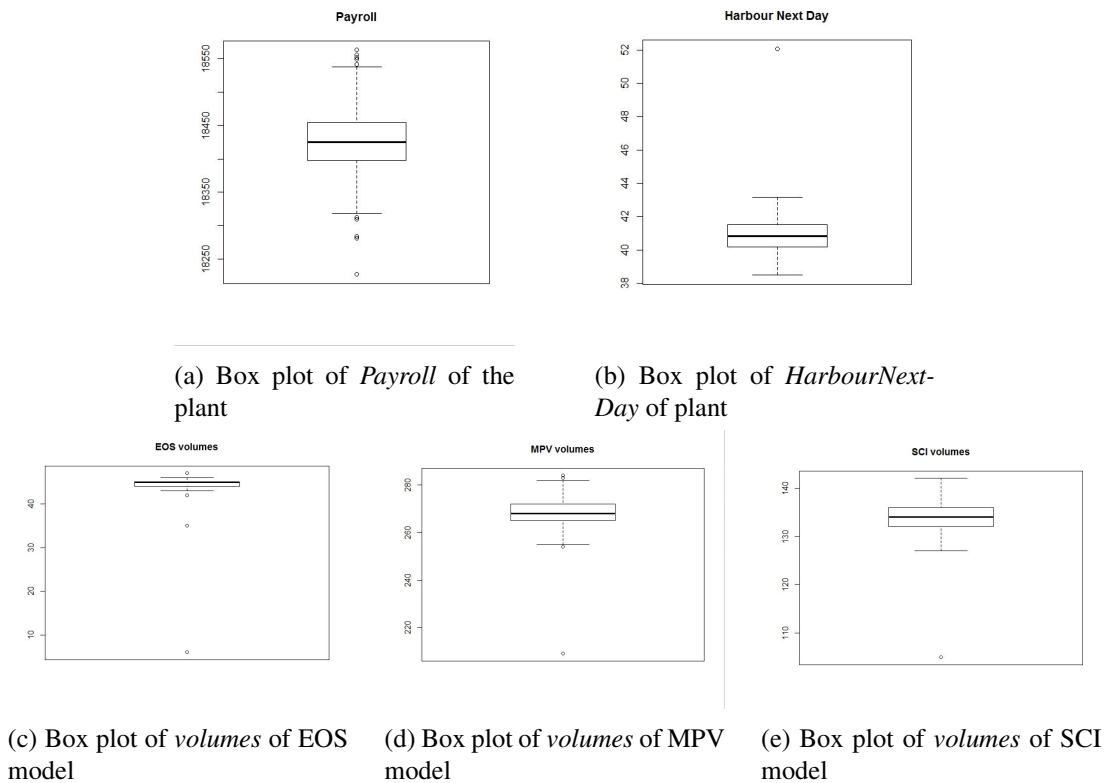 Payroll
18550
18450
18350
18250
Harbour Next Day
52
50
48
46
44
42
40
38
(a) Box plot of Payroll of the
plant
(b) Box plot of HarbourNext-
Day of plant
EOS volumes
40
30
20
10
MPV volumes
280
260
240
220
SCI volumes
140
130
120
110
(c) Box plot of volumes of EOS
model
(d) Box plot of volumes of MPV
model
(e) Box plot of volumes of SCI
model